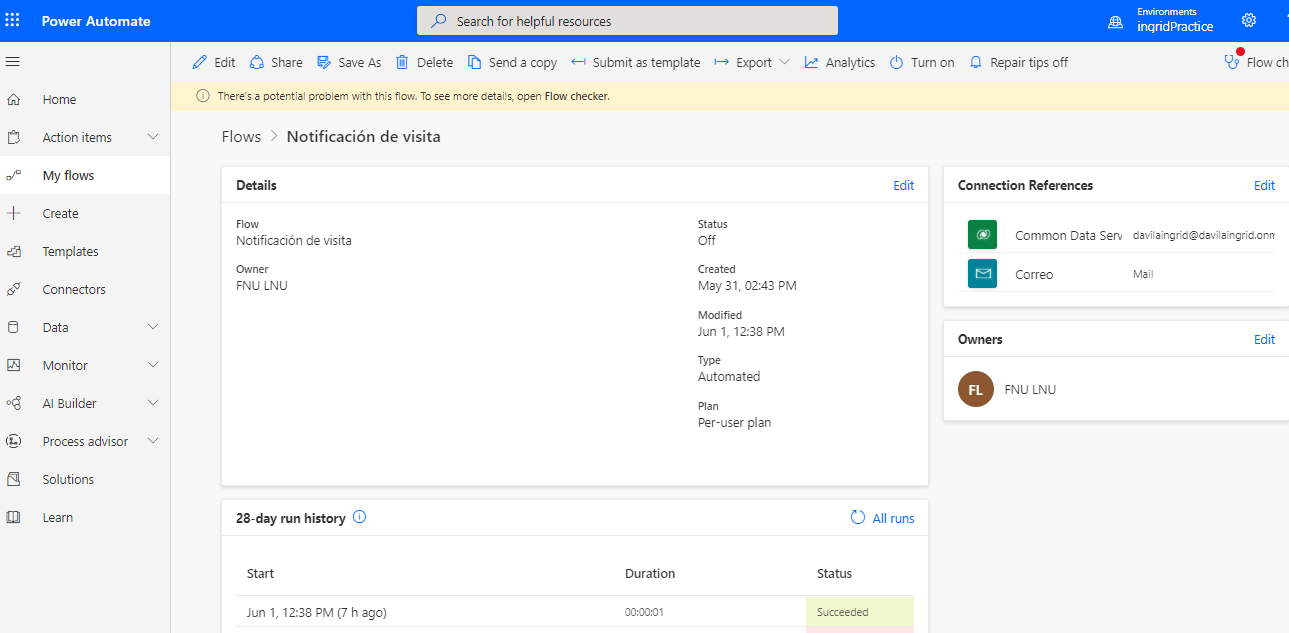 Power Automate
Search for helpful resources
Environments
ingridPractice
Edit Share Save As Delete Send a copy Submit as template Export Analytics Turn on Repair tips off Flow ch
There's a potential problem with this flow. To see more details, open Flow checker.
Home
Action items
My flows
Create
Templates
Connectors
Data
Monitor
AI Builder
Process advisor
Solutions
Learn
Flows > Notificación de visita
Details Edit
Flow
Notificación de visita
Owner
FNU LNU
Status
Off
Created
May 31, 02:43 PM
Modified
Jun 1, 12:38 PM
Type
Automated
Plan
Per-user plan
Connection References Edit
Common Data Serv davilaingrid@davilaingrid.onm
Correo Mail
Owners Edit
FL FNU LNU
28-day run history All runs
Start Duration Status
Jun 1, 12:38 PM (7 h ago) 00:00:01 Succeeded